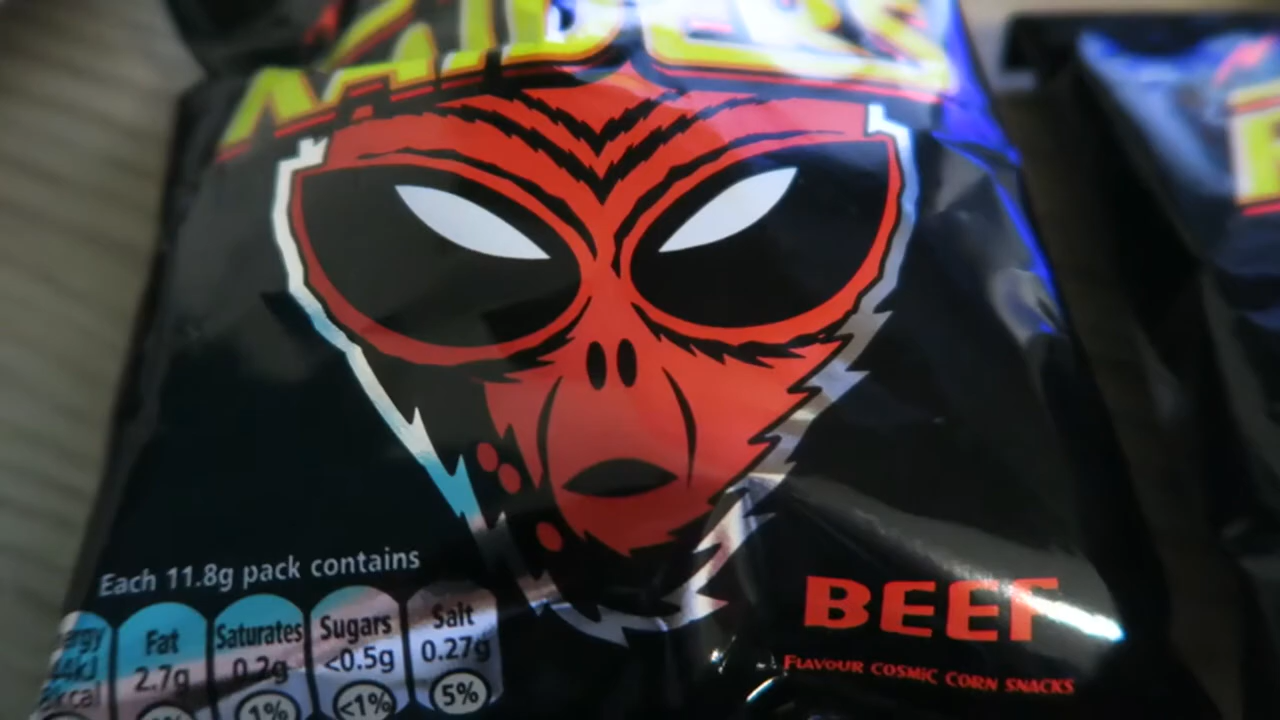 Each 11.8g pack contains
Fat
2.7g
Saturates
0.2g
1%
Sugars
<0.5g
<1%
Salt
0.27g
5%
BEEF
FLAVOUR COSMIC CORN SNACKS